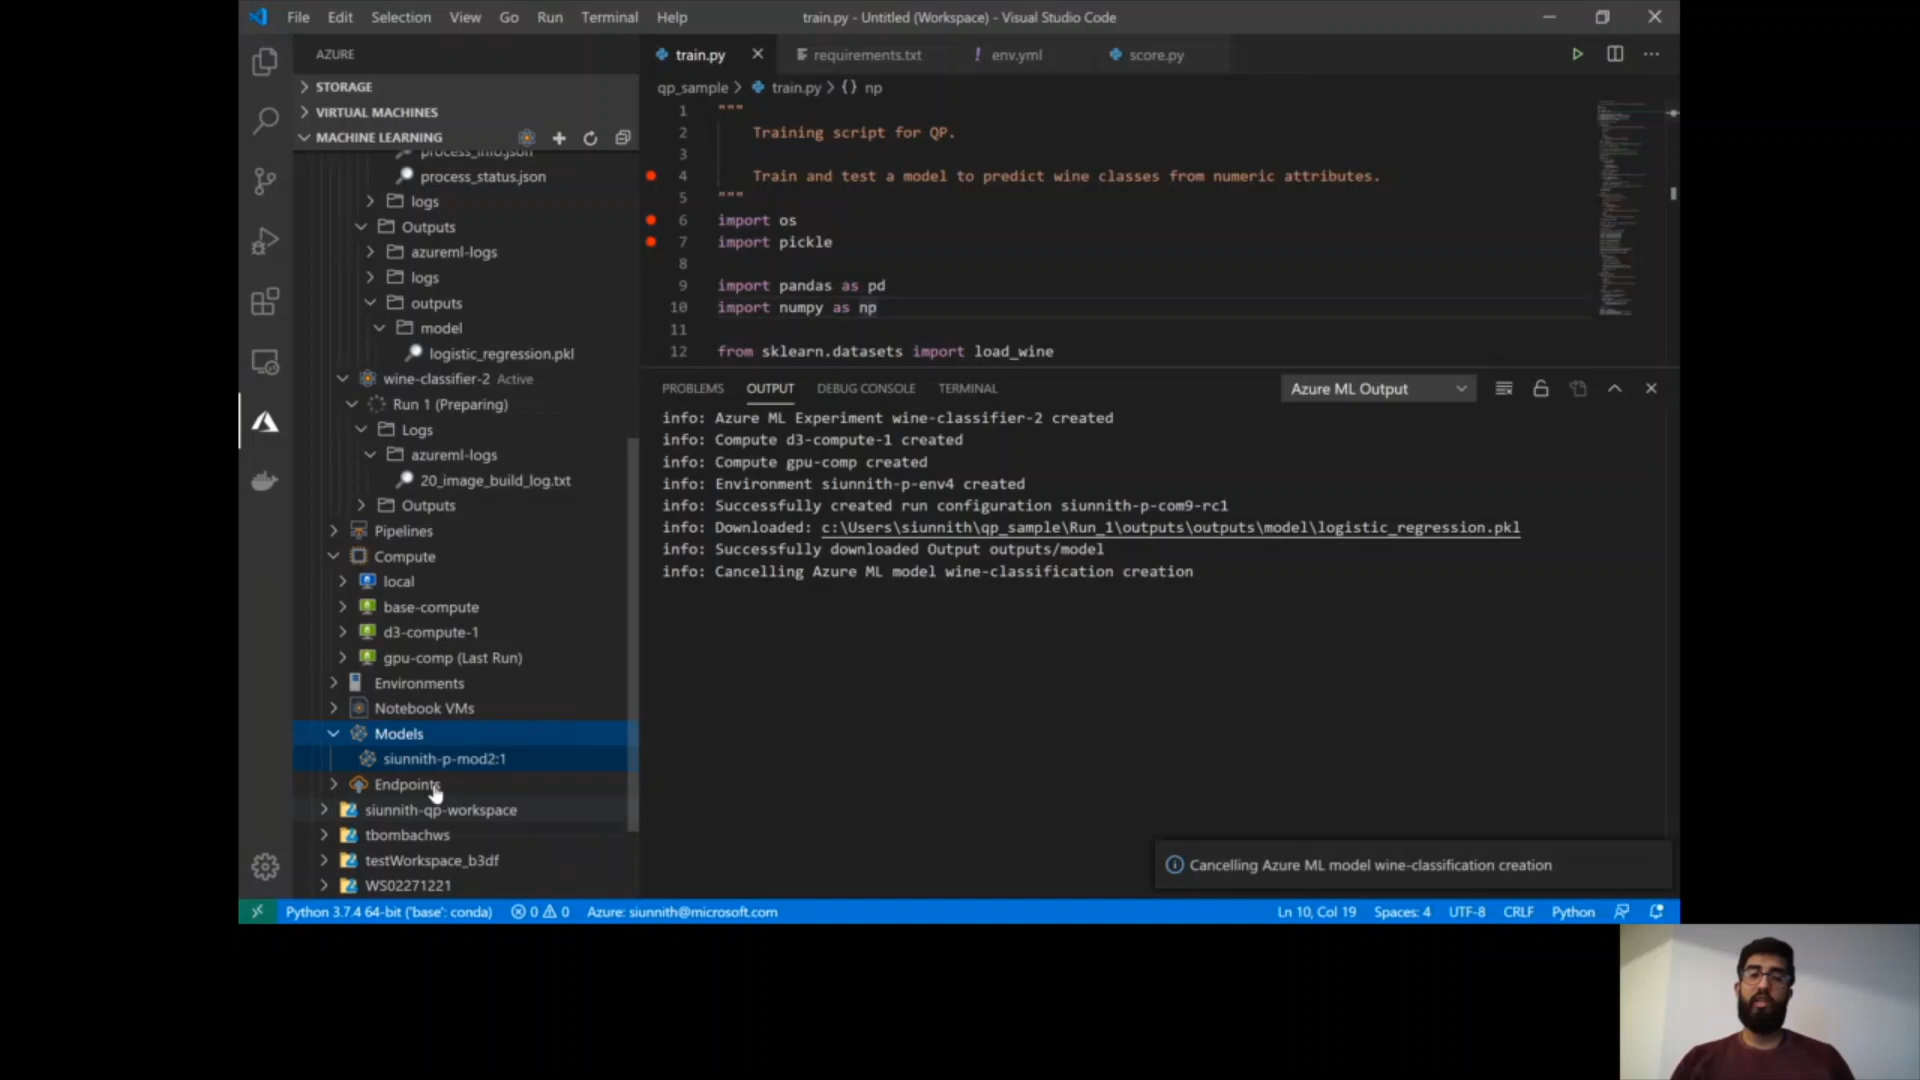 File Edit Selection View Go Run Terminal Help
train.py - Untitled (Workspace) - Visual Studio Code
AZURE
STORAGE
VIRTUAL MACHINES
MACHINE LEARNING
process_info.json
process_status.json
logs
Outputs
azureml-logs
logs
outputs
model
logistic_regression.pkl
wine-classifier-2 Active
Run 1 (Preparing)
Logs
azureml-logs
20_image_build_log.txt
Outputs
Pipelines
Compute
local
base-compute
d3-compute-1
gpu-comp (Last Run)
Environments
Notebook VMs
Models
siunnith-p-mod2:1
Endpoints
siunnith-qp-workspace
tbombachws
testWorkspace_b3df
WS02271221
train.py requirements.txt ! env.yml score.py
qp_sample > train.py > {} np
1 """
2 Training script for QP.
3
4 Train and test a model to predict wine classes from numeric attributes.
5 """
6 import os
7 import pickle
8
9 import pandas as pd
10 import numpy as np
11
12 from sklearn.datasets import load_wine
PROBLEMS OUTPUT DEBUG CONSOLE TERMINAL
Azure ML Output
info: Azure ML Experiment wine-classifier-2 created
info: Compute d3-compute-1 created
info: Compute gpu-comp created
info: Environment siunnith-p-env4 created
info: Successfully created run configuration siunnith-p-com9-rc1
info: Downloaded: c:\Users\siunnith\qp_sample\Run_1\outputs\outputs\model\logistic_regression.pkl
info: Successfully downloaded Output outputs/model
info: Cancelling Azure ML model wine-classification creation
Cancelling Azure ML model wine-classification creation
Python 3.7.4 64-bit ('base': conda) 0 0 Azure: siunnith@microsoft.com
Ln 10, Col 19 Spaces: 4 UTF-8 CRLF Python